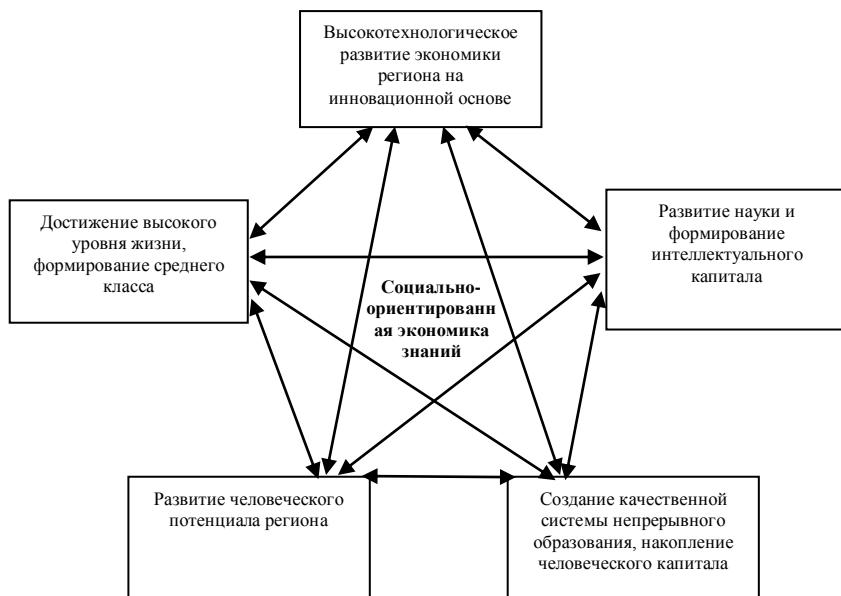 Высокотехнологическое
развитие экономики
региона на
инновационной основе
Достижение высокого
уровня жизни,
формирование среднего
класса
Развитие науки и
формирование
интеллектуального
капитала
Социально-
ориентированн
ая экономика
знаний
Развитие человеческого
потенциала региона
Создание качественной
системы непрерывного
образования, накопление
человеческого капитала